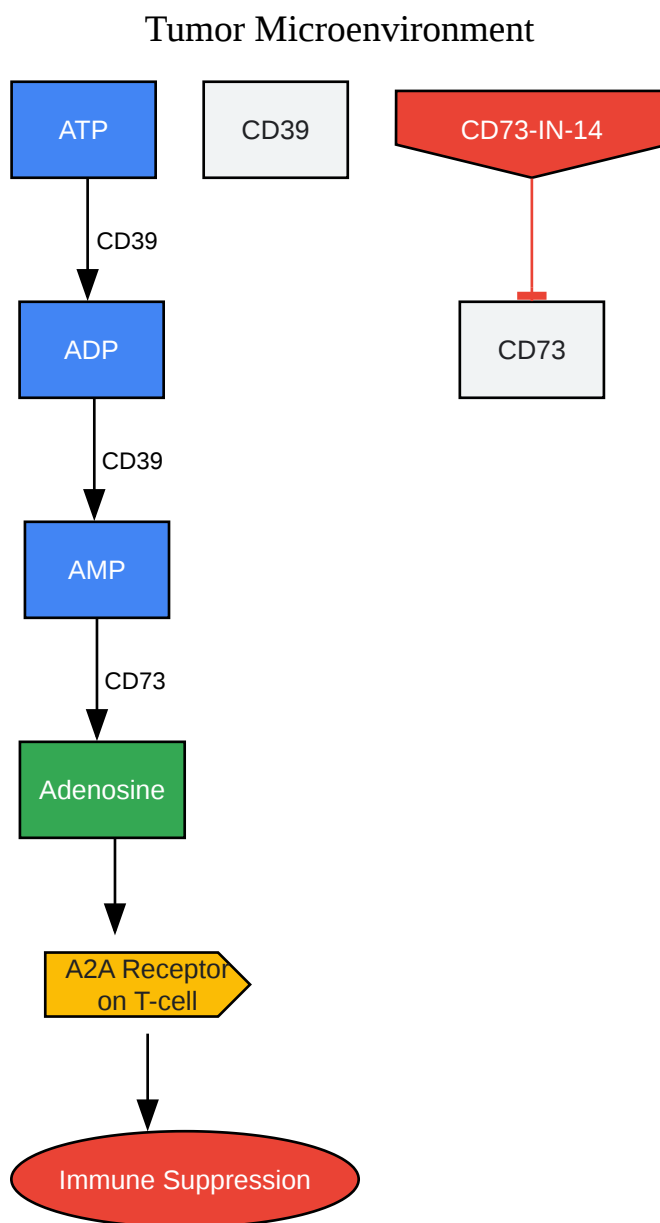 Tumor Microenvironment
ATP
CD39
CD73-IN-14
CD39
ADP
CD73
CD39
AMP
CD73
Adenosine
A2A Receptor
on T-cell
Immune Suppression